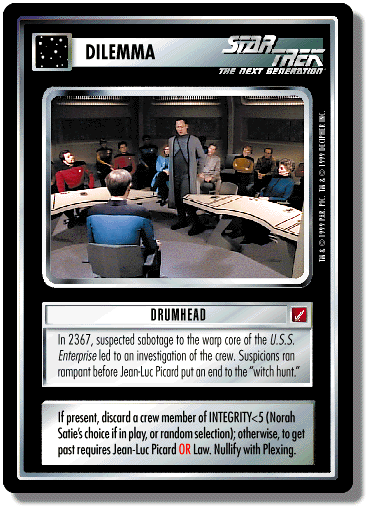 DILEMMA
STAR TREK
THE NEXT GENERATION
TM & © 1999 PAR. PIC. TM & © 1999 DECIPHER INC.
DRUMHEAD
In 2367, suspected sabotage to the warp core of the U.S.S.
Enterprise led to an investigation of the crew. Suspicions ran
rampant before Jean-Luc Picard put an end to the “witch hunt.”
If present, discard a crew member of INTEGRITY<5 (Norah
Satie's choice if in play, or random selection); otherwise, to get
past requires Jean-Luc Picard OR Law. Nullify with Plexing.